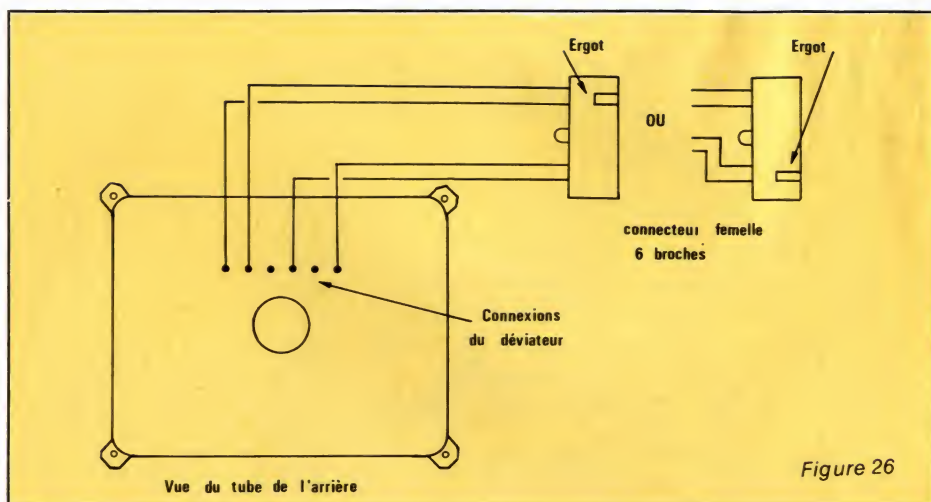 Ergot
Ergot
OU
connecteur femelle
6 broches
Connexions
du déviateur
Vue du tube de l'arrière
Figure 26